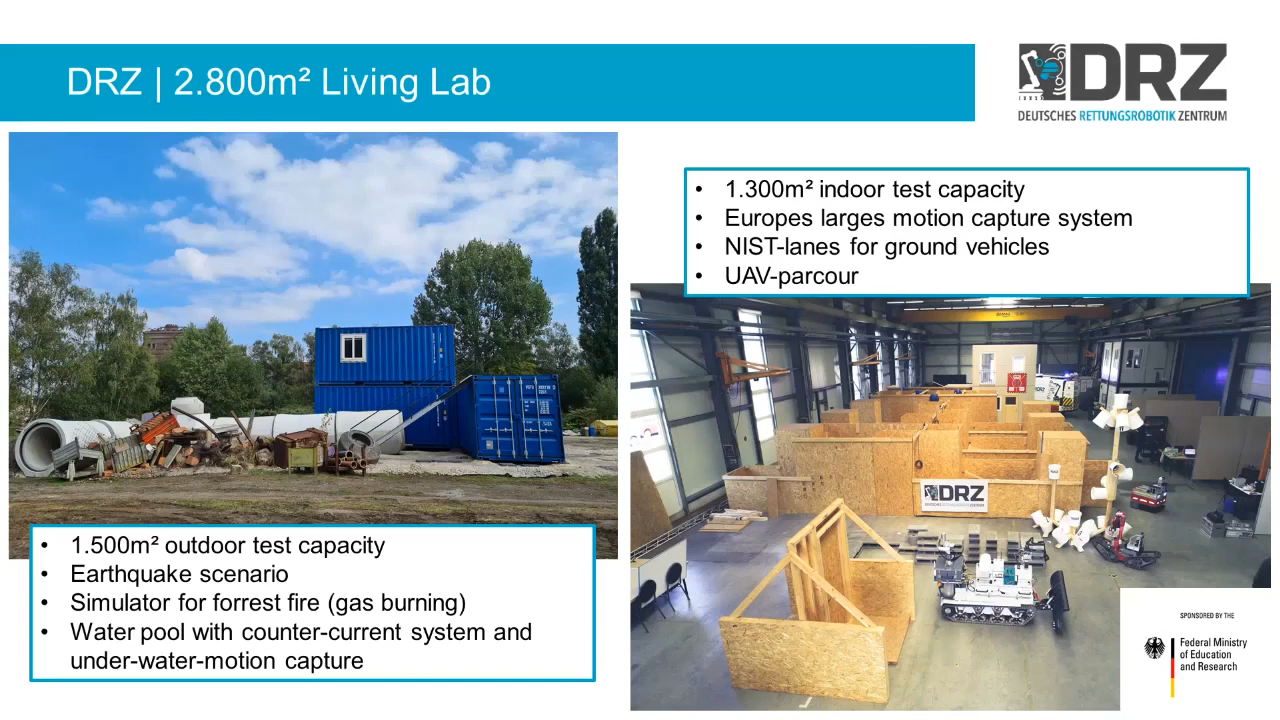 DRZ | 2.800m² Living Lab
DRZ
DEUTSCHES RETTUNGSROBOTIK ZENTRUM
• 1.300m² indoor test capacity
• Europes larges motion capture system
• NIST-lanes for ground vehicles
• UAV-parcour
• 1.500m² outdoor test capacity
• Earthquake scenario
• Simulator for forrest fire (gas burning)
• Water pool with counter-current system and
under-water-motion capture
DRZ
DEUTSCHES RETTUNGSROBOTIK ZENTRUM
SPONSORED BY THE
Federal Ministry
of Education
and Research